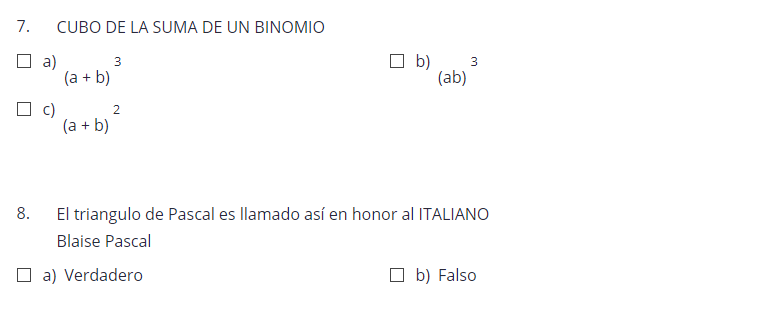 7. CUBO DE LA SUMA DE UN BINOMIO
a) (a + b)³ b) (ab)³
c) (a + b)²
8. El triangulo de Pascal es llamado así en honor al ITALIANO
Blaise Pascal
a) Verdadero b) Falso